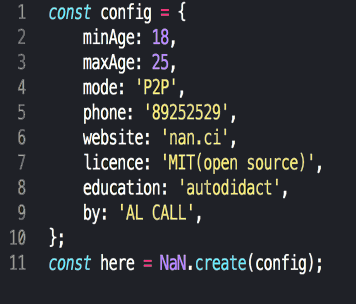 1 const config = {
2 minAge: 18,
3 maxAge: 25,
4 mode: 'P2P',
5 phone: '89252529',
6 website: 'nan.ci',
7 licence: 'MIT(open source)',
8 education: 'autodidact',
9 by: 'AL CALL',
10 };
11 const here = NaN.create(config);